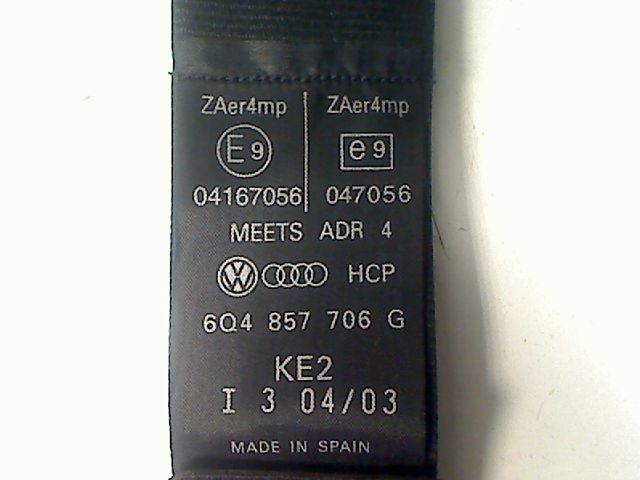 ZAer4mp ZAer4mp
E9 e9
04167056 047056
MEETS ADR 4
VW HCP
6Q4 857 706 G
KE2
I 3 04/03
MADE IN SPAIN